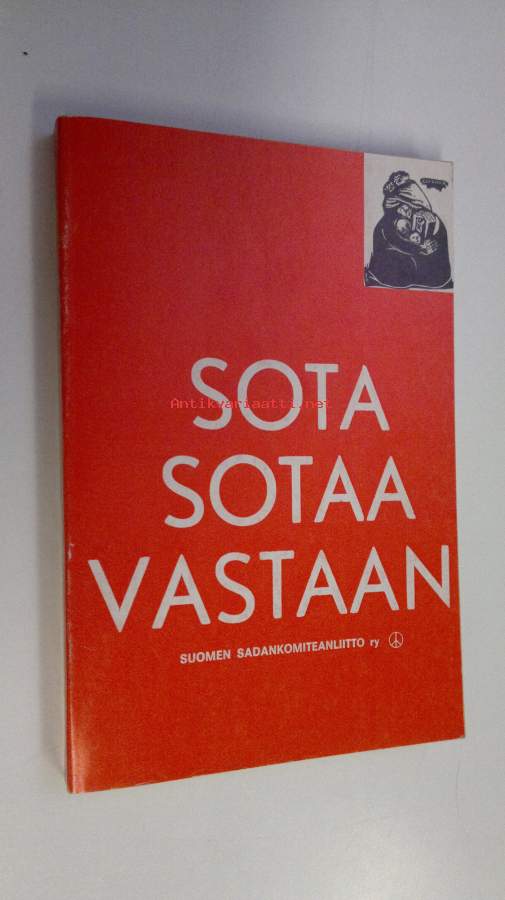 SOTA
Antikvariaatti.net
SOTAA
VASTAAN
SUOMEN SADANKOMITEANLIITTO ry